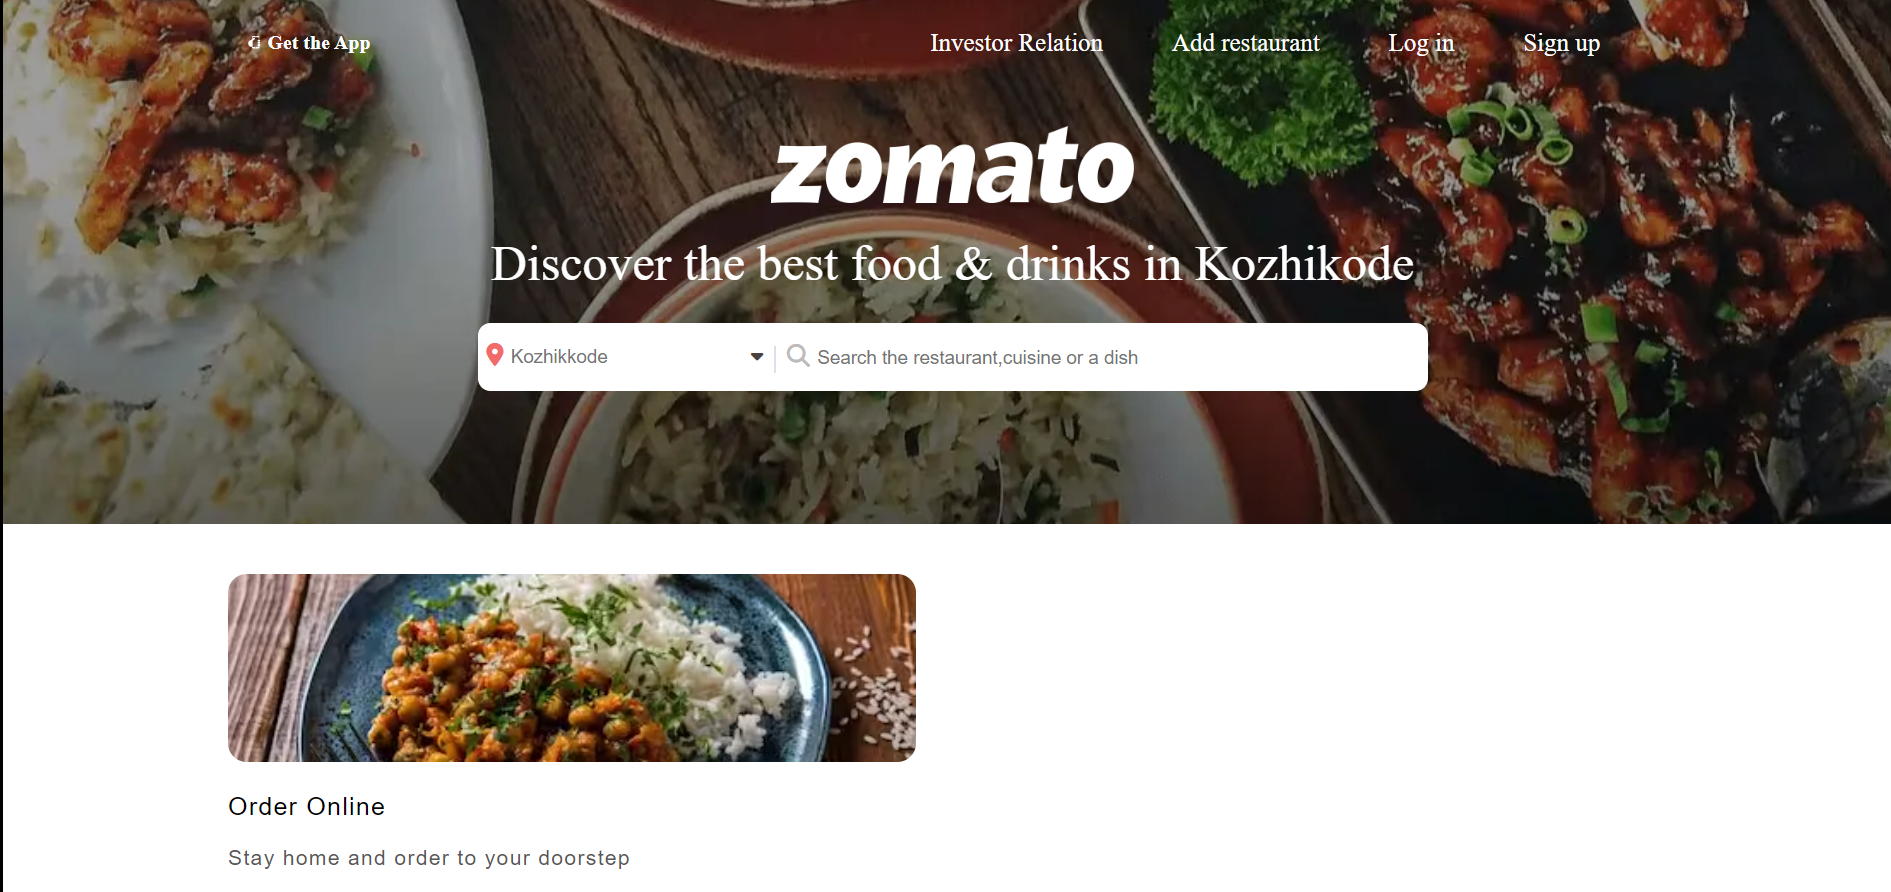 Get the App
Investor Relation
Add restaurant
Log in
Sign up
zomato
Discover the best food & drinks in Kozhikode
Kozhikkode
Search the restaurant,cuisine or a dish
Order Online
Stay home and order to your doorstep